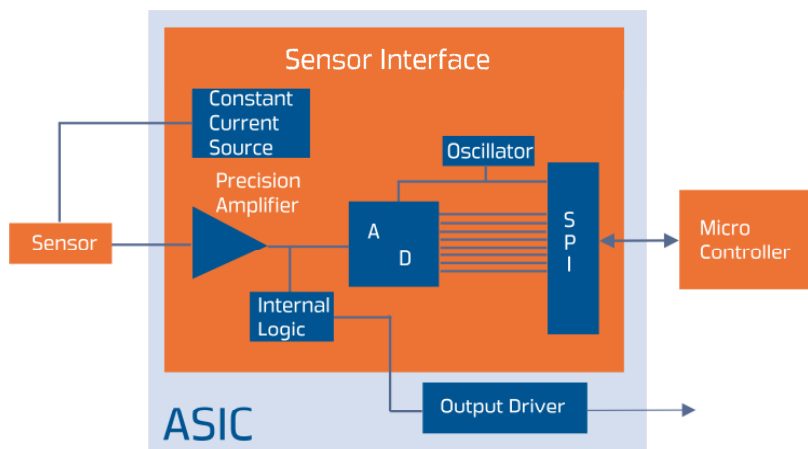 Sensor Interface
Constant
Current
Source
Oscillator
Precision
Amplifier
Sensor
A
D
S
P
I
Micro
Controller
Internal
Logic
Output Driver
ASIC